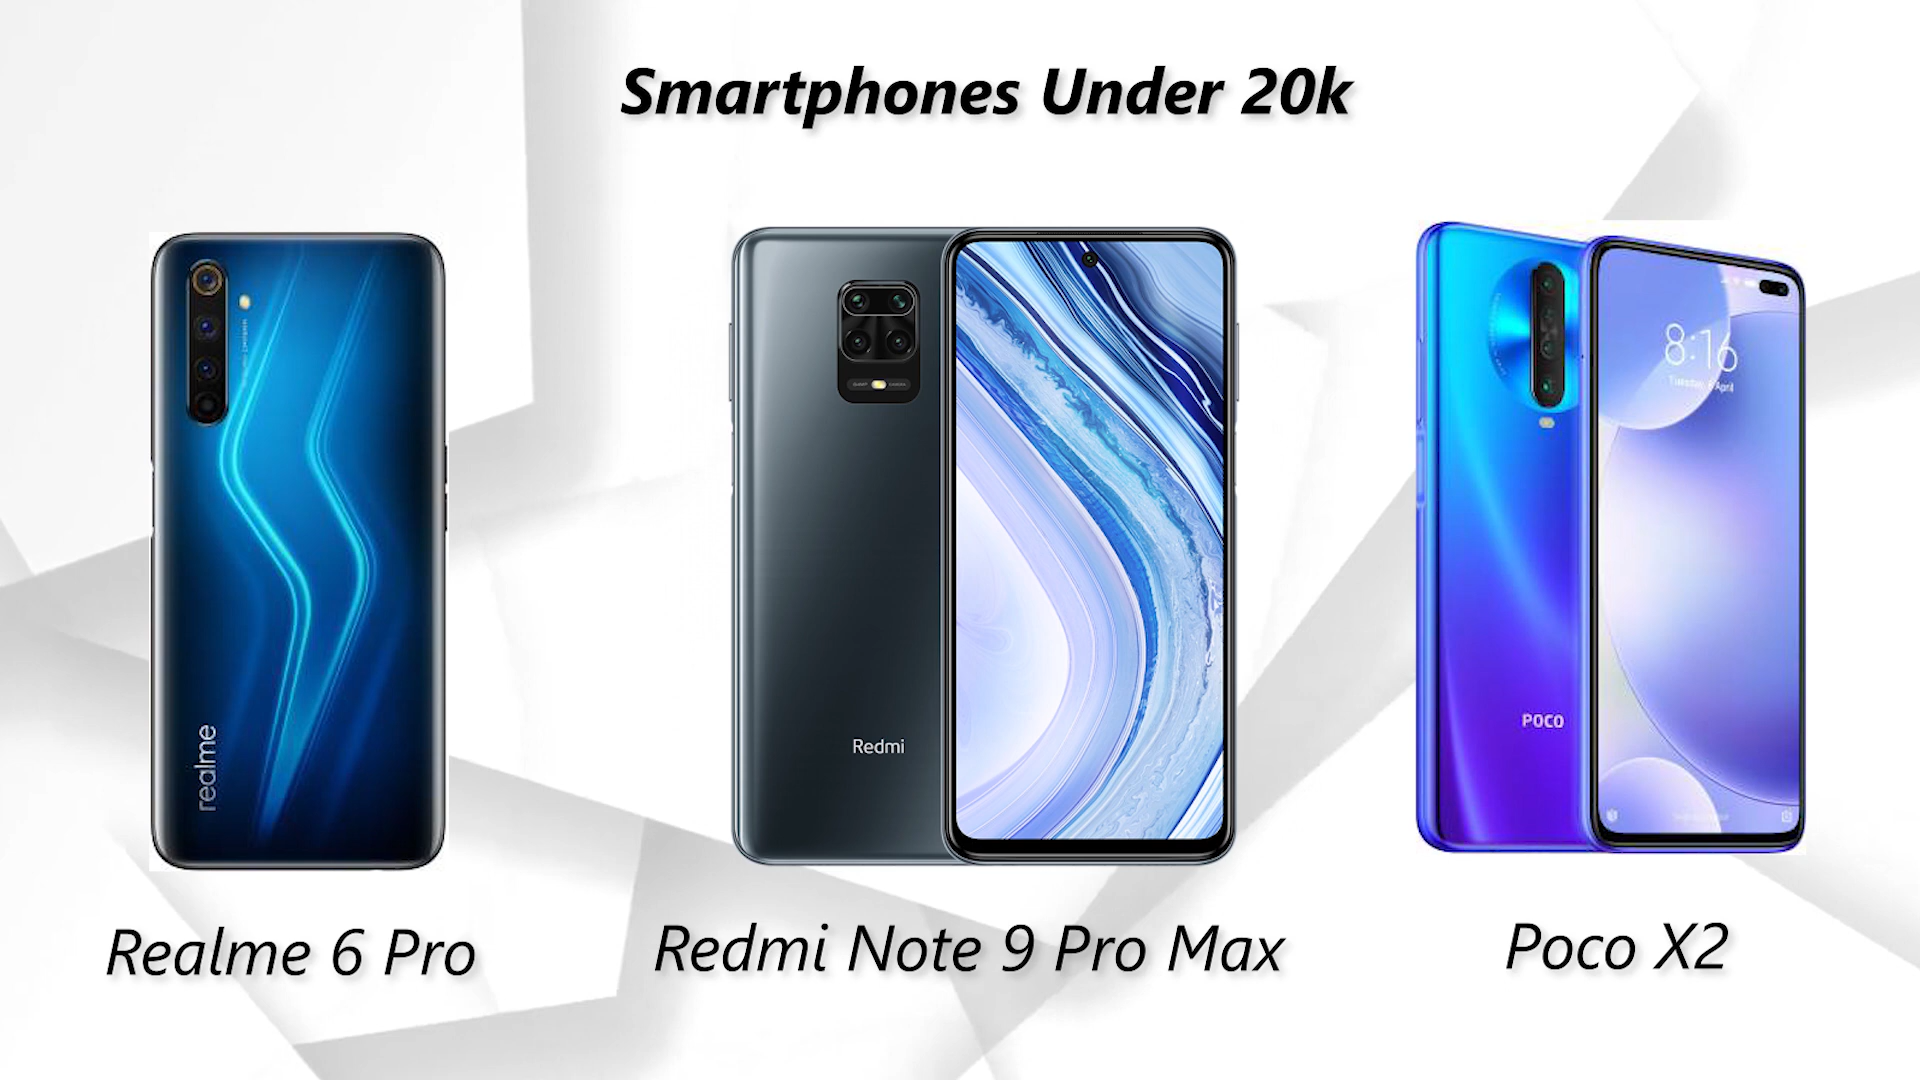 Smartphones Under 20k
realme
Redmi
8:16
POCO
Realme 6 Pro
Redmi Note 9 Pro Max
Poco X2